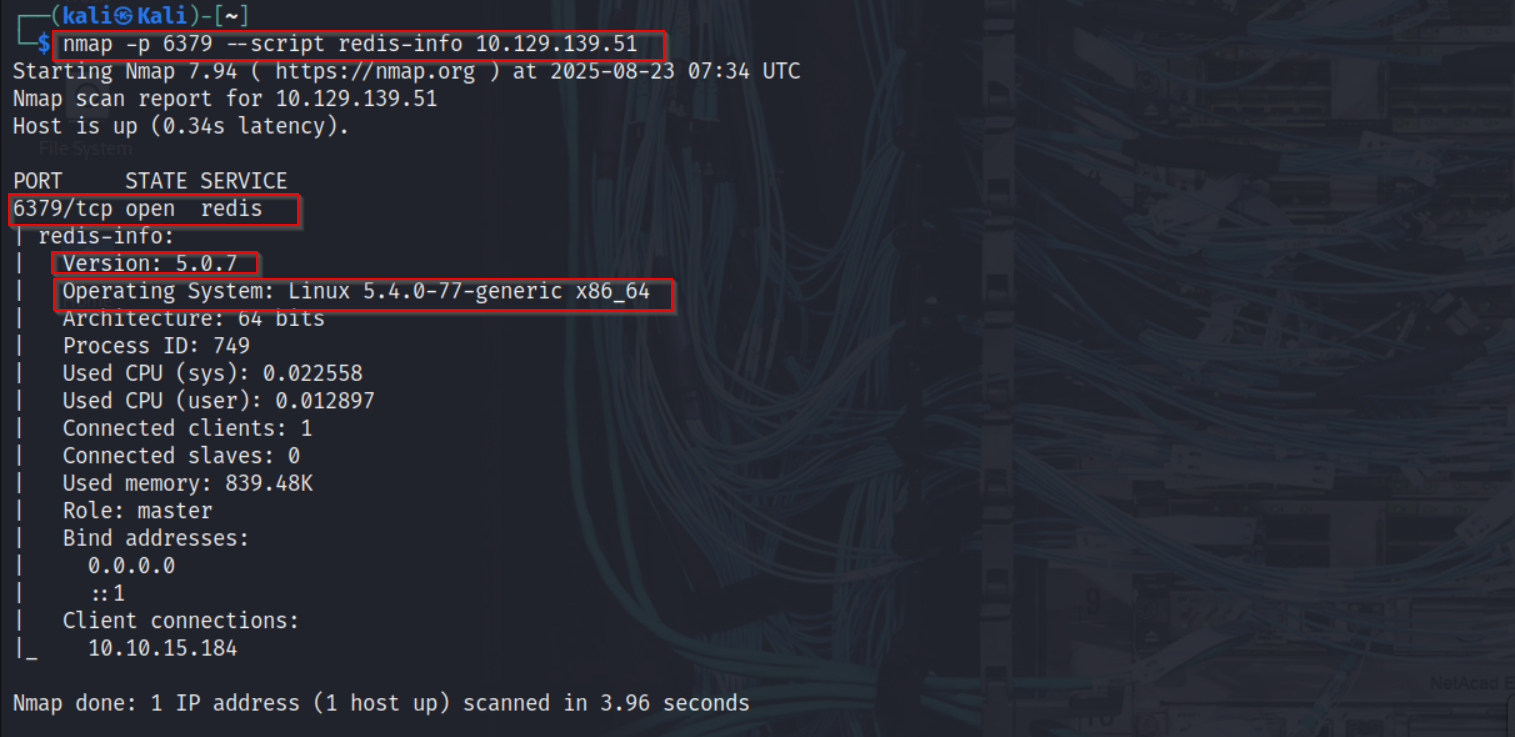 ┌──(kali㉿Kali)-[~]
└─$ nmap -p 6379 --script redis-info 10.129.139.51
Starting Nmap 7.94 ( https://nmap.org ) at 2025-08-23 07:34 UTC
Nmap scan report for 10.129.139.51
Host is up (0.34s latency).
File System
PORT     STATE SERVICE
6379/tcp open  redis
| redis-info:
|   Version: 5.0.7
|   Operating System: Linux 5.4.0-77-generic x86_64
|   Architecture: 64 bits
|   Process ID: 749
|   Used CPU (sys): 0.022558
|   Used CPU (user): 0.012897
|   Connected clients: 1
|   Connected slaves: 0
|   Used memory: 839.48K
|   Role: master
|   Bind addresses:
|     0.0.0.0
|     ::1
|   Client connections:
|_    10.10.15.184
NetAcad
Nmap done: 1 IP address (1 host up) scanned in 3.96 seconds